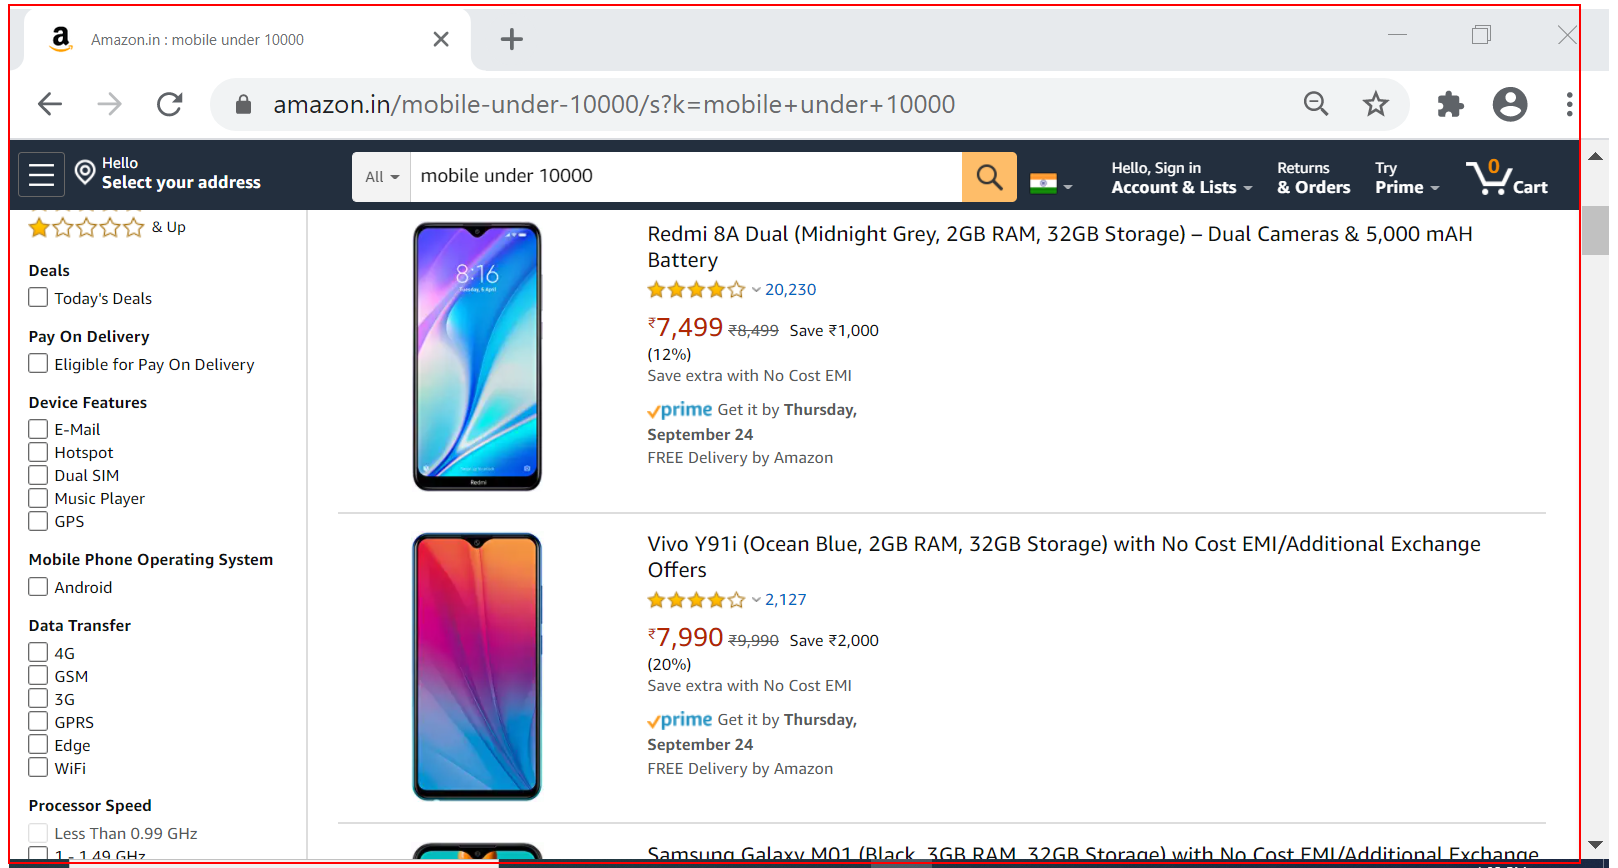 a Amazon.in : mobile under 10000
amazon.in/mobile-under-10000/s?k=mobile+under+10000
Hello
Select your address
All
mobile under 10000
Hello, Sign in
Account & Lists
Returns
& Orders
Try
Prime
0
Cart
& Up
Deals
Today's Deals
Pay On Delivery
Eligible for Pay On Delivery
Device Features
E-Mail
Hotspot
Dual SIM
Music Player
GPS
Mobile Phone Operating System
Android
Data Transfer
4G
GSM
3G
GPRS
Edge
WiFi
Processor Speed
Less Than 0.99 GHz
1 - 1.49 GHz
8:16
Tuesday, 6 April
Redmi
Redmi 8A Dual (Midnight Grey, 2GB RAM, 32GB Storage) – Dual Cameras & 5,000 mAH
Battery
20,230
₹7,499 ₹8,499 Save ₹1,000
(12%)
Save extra with No Cost EMI
prime Get it by Thursday,
September 24
FREE Delivery by Amazon
Vivo Y91i (Ocean Blue, 2GB RAM, 32GB Storage) with No Cost EMI/Additional Exchange
Offers
2,127
₹7,990 ₹9,990 Save ₹2,000
(20%)
Save extra with No Cost EMI
prime Get it by Thursday,
September 24
FREE Delivery by Amazon
Samsung Galaxy M01 (Black, 3GB RAM, 32GB Storage) with No Cost EMI/Additional Exchange